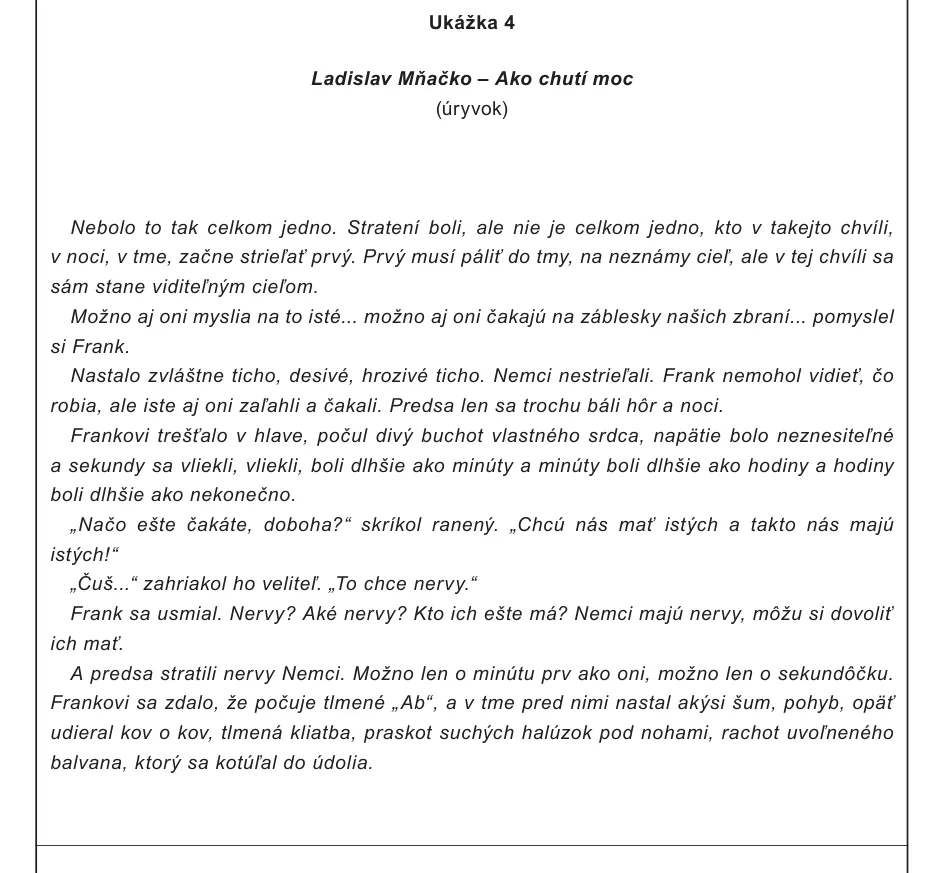 Ukážka 4
Ladislav Mňačko – Ako chutí moc
(úryvok)
Nebolo to tak celkom jedno. Stratení boli, ale nie je celkom jedno, kto v takejto chvíli,
v noci, v tme, začne strieľať prvý. Prvý musí páliť do tmy, na neznámy cieľ, ale v tej chvíli sa
sám stane viditeľným cieľom.
Možno aj oni myslia na to isté... možno aj oni čakajú na záblesky našich zbraní... pomyslel
si Frank.
Nastalo zvláštne ticho, desivé, hrozivé ticho. Nemci nestrieľali. Frank nemohol vidieť, čo
robia, ale iste aj oni zaľahli a čakali. Predsa len sa trochu báli hôr a noci.
Frankovi trešťalo v hlave, počul divý buchot vlastného srdca, napätie bolo neznesiteľné
a sekundy sa vliekli, vliekli, boli dlhšie ako minúty a minúty boli dlhšie ako hodiny a hodiny
boli dlhšie ako nekonečno.
„Načo ešte čakáte, doboha?“ skríkol ranený. „Chcú nás mať istých a takto nás majú
istých!“
„Čuš...“ zahriakol ho veliteľ. „To chce nervy.“
Frank sa usmial. Nervy? Aké nervy? Kto ich ešte má? Nemci majú nervy, môžu si dovoliť
ich mať.
A predsa stratili nervy Nemci. Možno len o minútu prv ako oni, možno len o sekundôčku.
Frankovi sa zdalo, že počuje tlmené „Ab“, a v tme pred nimi nastal akýsi šum, pohyb, opäť
udieral kov o kov, tlmená kliatba, praskot suchých halúzok pod nohami, rachot uvoľneného
balvana, ktorý sa kotúľal do údolia.